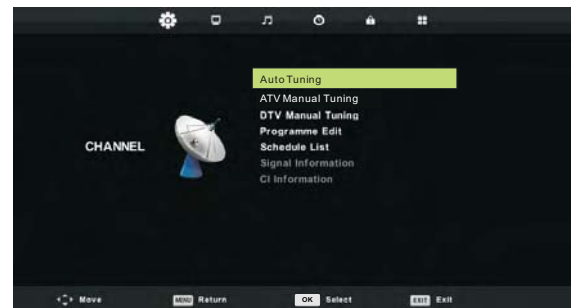 Auto Tuning
ATV Manual Tuning
DTV Manual Tuning
Programme Edit
CHANNEL
Schedule List
Signal Information
CI Information
Move
MENU Return
OK Select
EXIT Exit